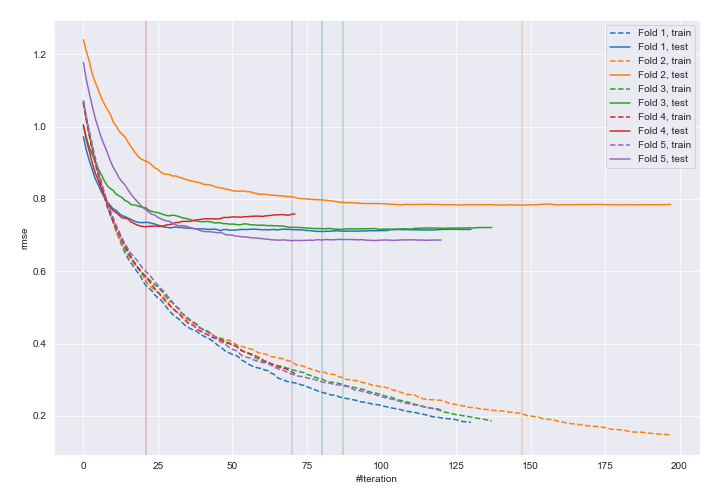 1.2
1.0
0.8
0.6
0.4
0.2
rmse
0 25 50 75 100 125 150 175 200
#Iteration
Fold 1, train
Fold 1, test
Fold 2, train
Fold 2, test
Fold 3, train
Fold 3, test
Fold 4, train
Fold 4, test
Fold 5, train
Fold 5, test